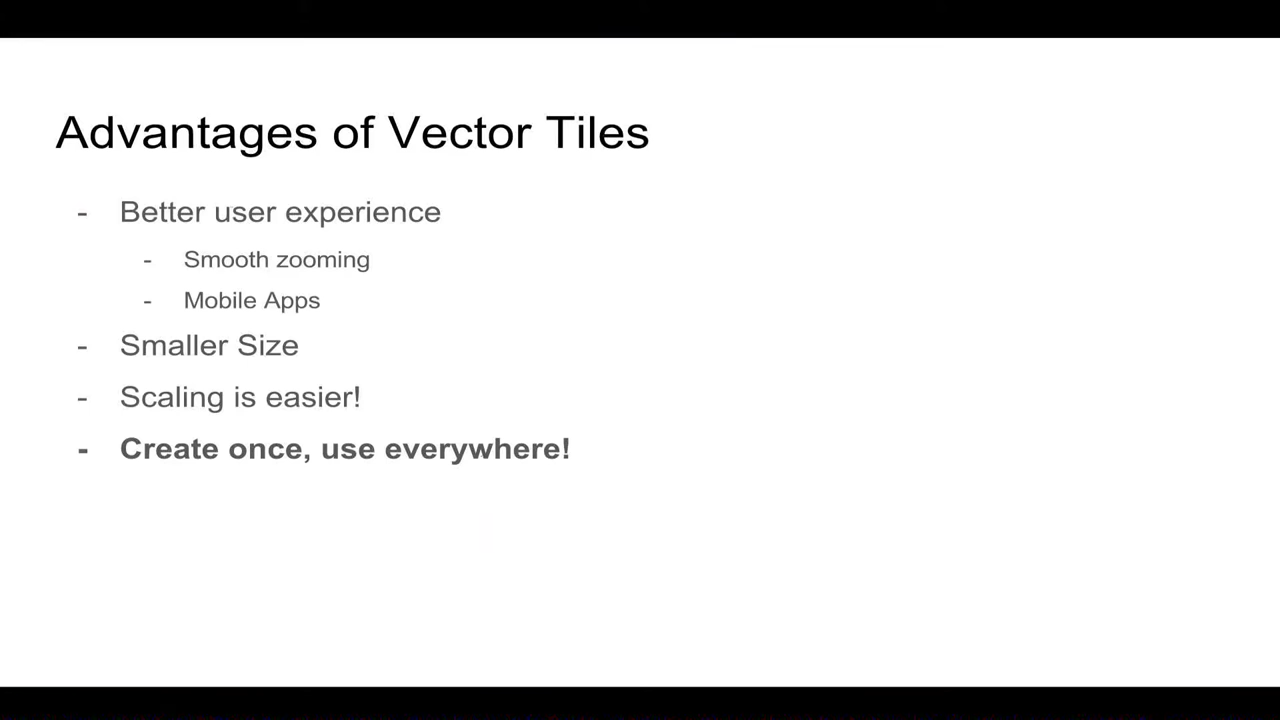 Advantages of Vector Tiles
- Better user experience
- Smooth zooming
- Mobile Apps
- Smaller Size
- Scaling is easier!
- Create once, use everywhere!